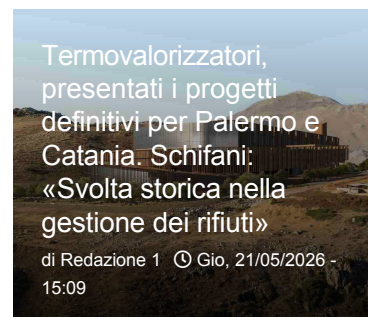 Termovalorizzatori,
presentati i progetti
definitivi per Palermo e
Catania. Schifani:
«Svolta storica nella
gestione dei rifiuti»
di Redazione 1 Gio, 21/05/2026 -
15:09